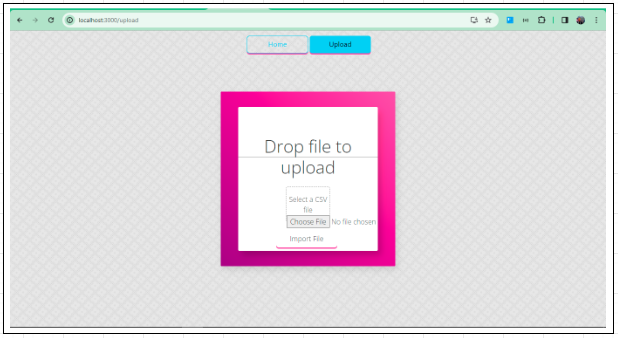 localhost:3000/upload
Home
Upload
Drop file to
upload
Select a CSV
file
Choose File No file chosen
Import File